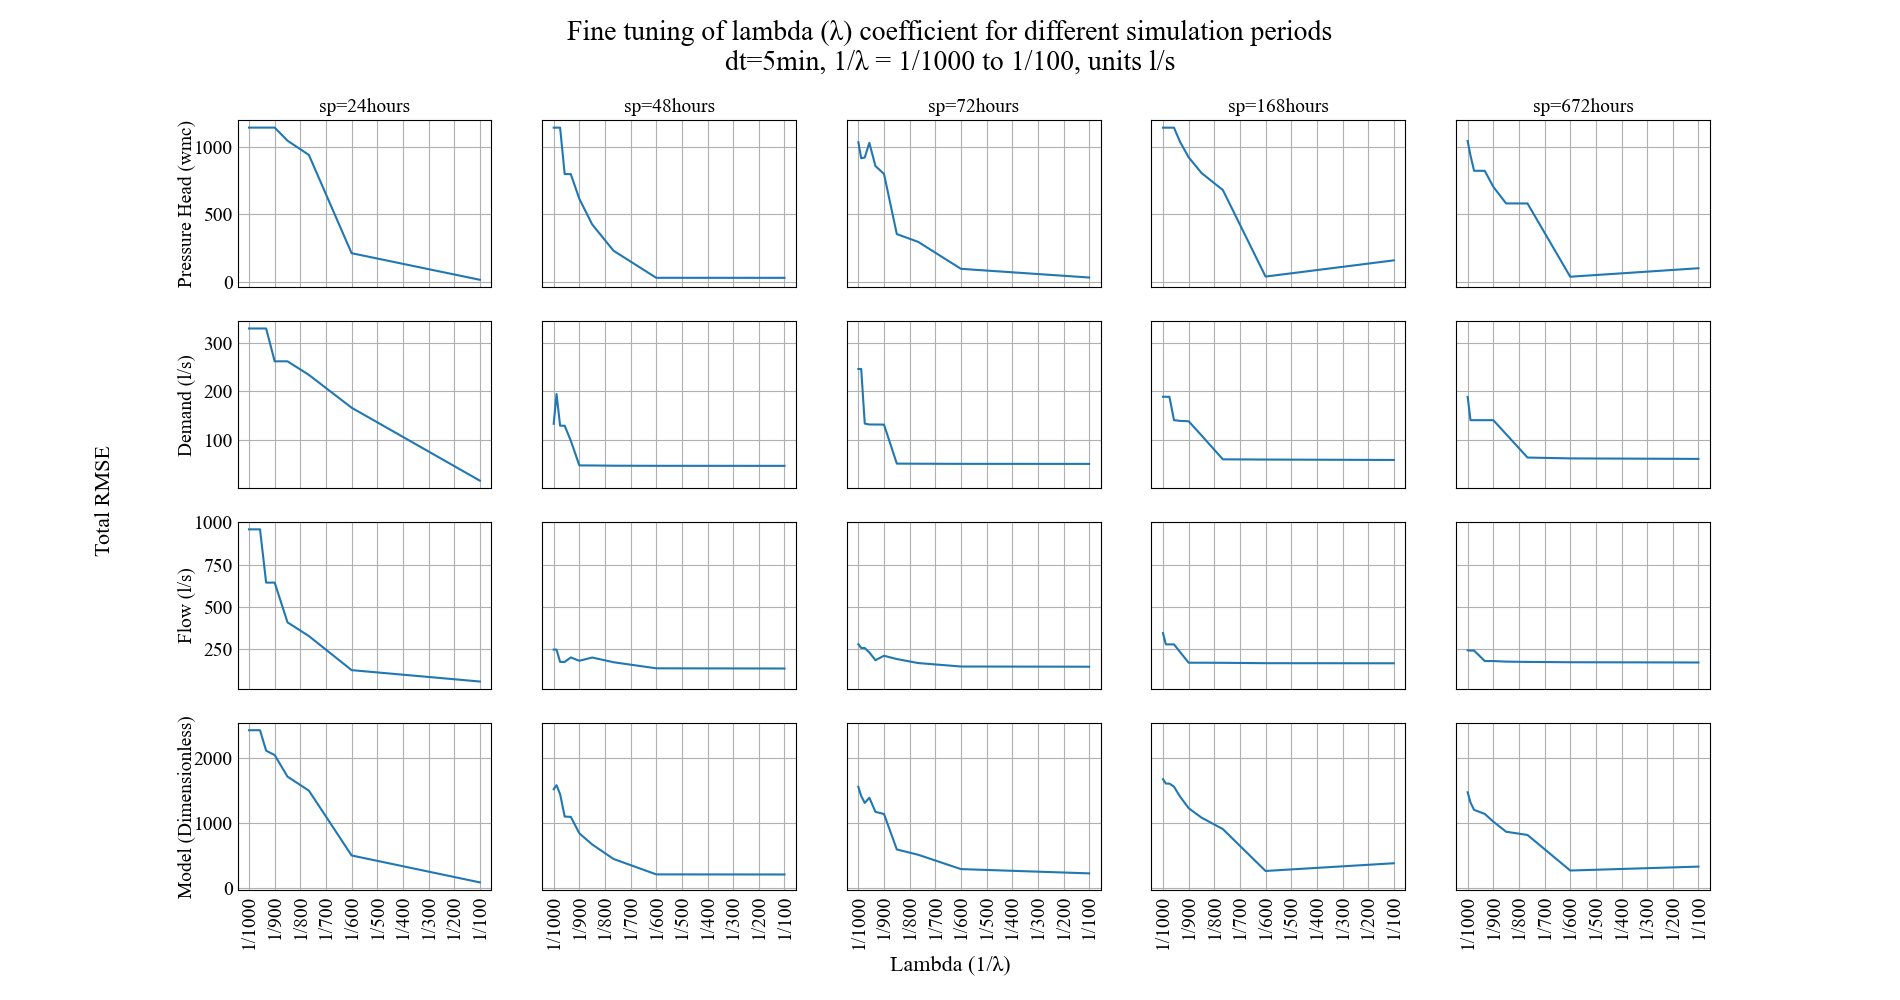 Fine tuning of lambda (λ) coefficient for different simulation periods
dt=5min, 1/λ = 1/1000 to 1/100, units l/s
sp=24hours
sp=48hours
sp=72hours
sp=168hours
sp=672hours
Total RMSE
Pressure Head (wmc)
1000
500
0
Demand (l/s)
300
200
100
Flow (l/s)
1000
750
500
250
Model (Dimensionless)
2000
1000
0
1/1000 1/900 1/800 1/700 1/600 1/500 1/400 1/300 1/200 1/100
1/1000 1/900 1/800 1/700 1/600 1/500 1/400 1/300 1/200 1/100
1/1000 1/900 1/800 1/700 1/600 1/500 1/400 1/300 1/200 1/100
1/1000 1/900 1/800 1/700 1/600 1/500 1/400 1/300 1/200 1/100
1/1000 1/900 1/800 1/700 1/600 1/500 1/400 1/300 1/200 1/100
Lambda (1/λ)